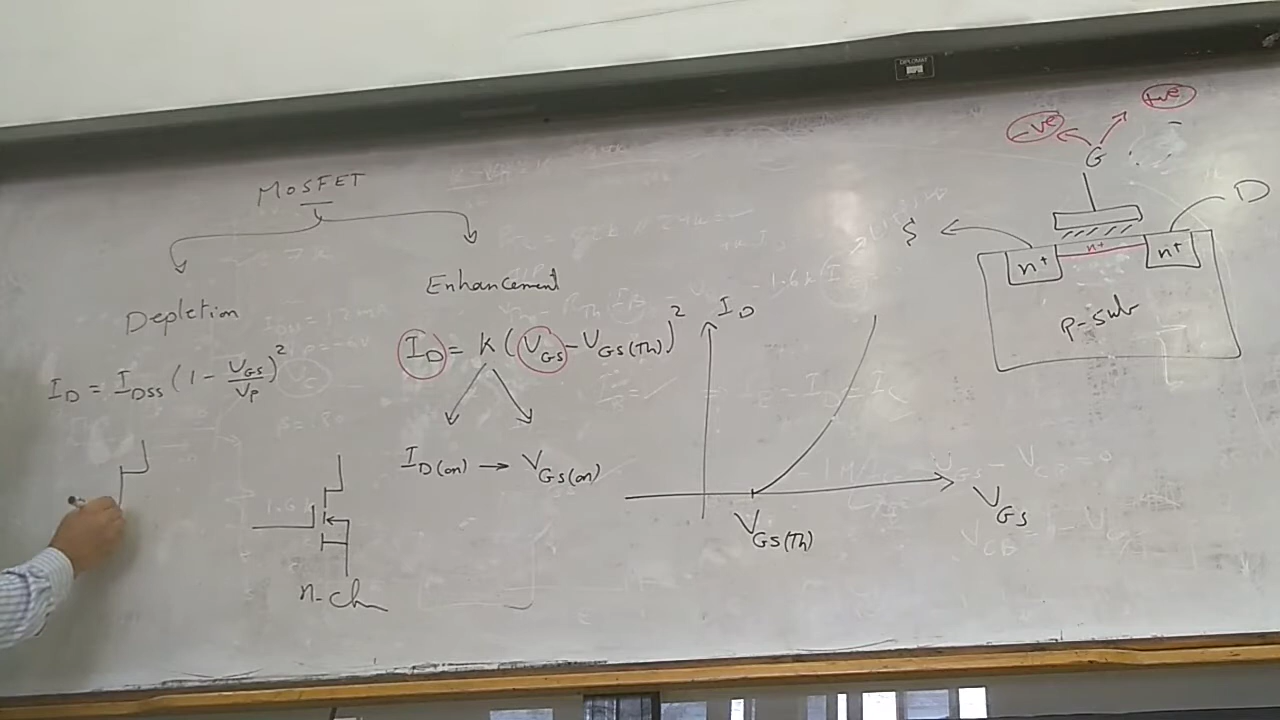 MOSFET
Depletion
I_D = I_DSS (1 - V_GS/V_P)^2
Enhancement
I_D = K (V_GS - V_GS(Th))^2
I_D(on) → V_GS(on)
n-ch
I_D
V_GS(Th)
V_GS
-ve
+ve
G
S
D
n+
n+
n+
P-sub
DIPLOMAT